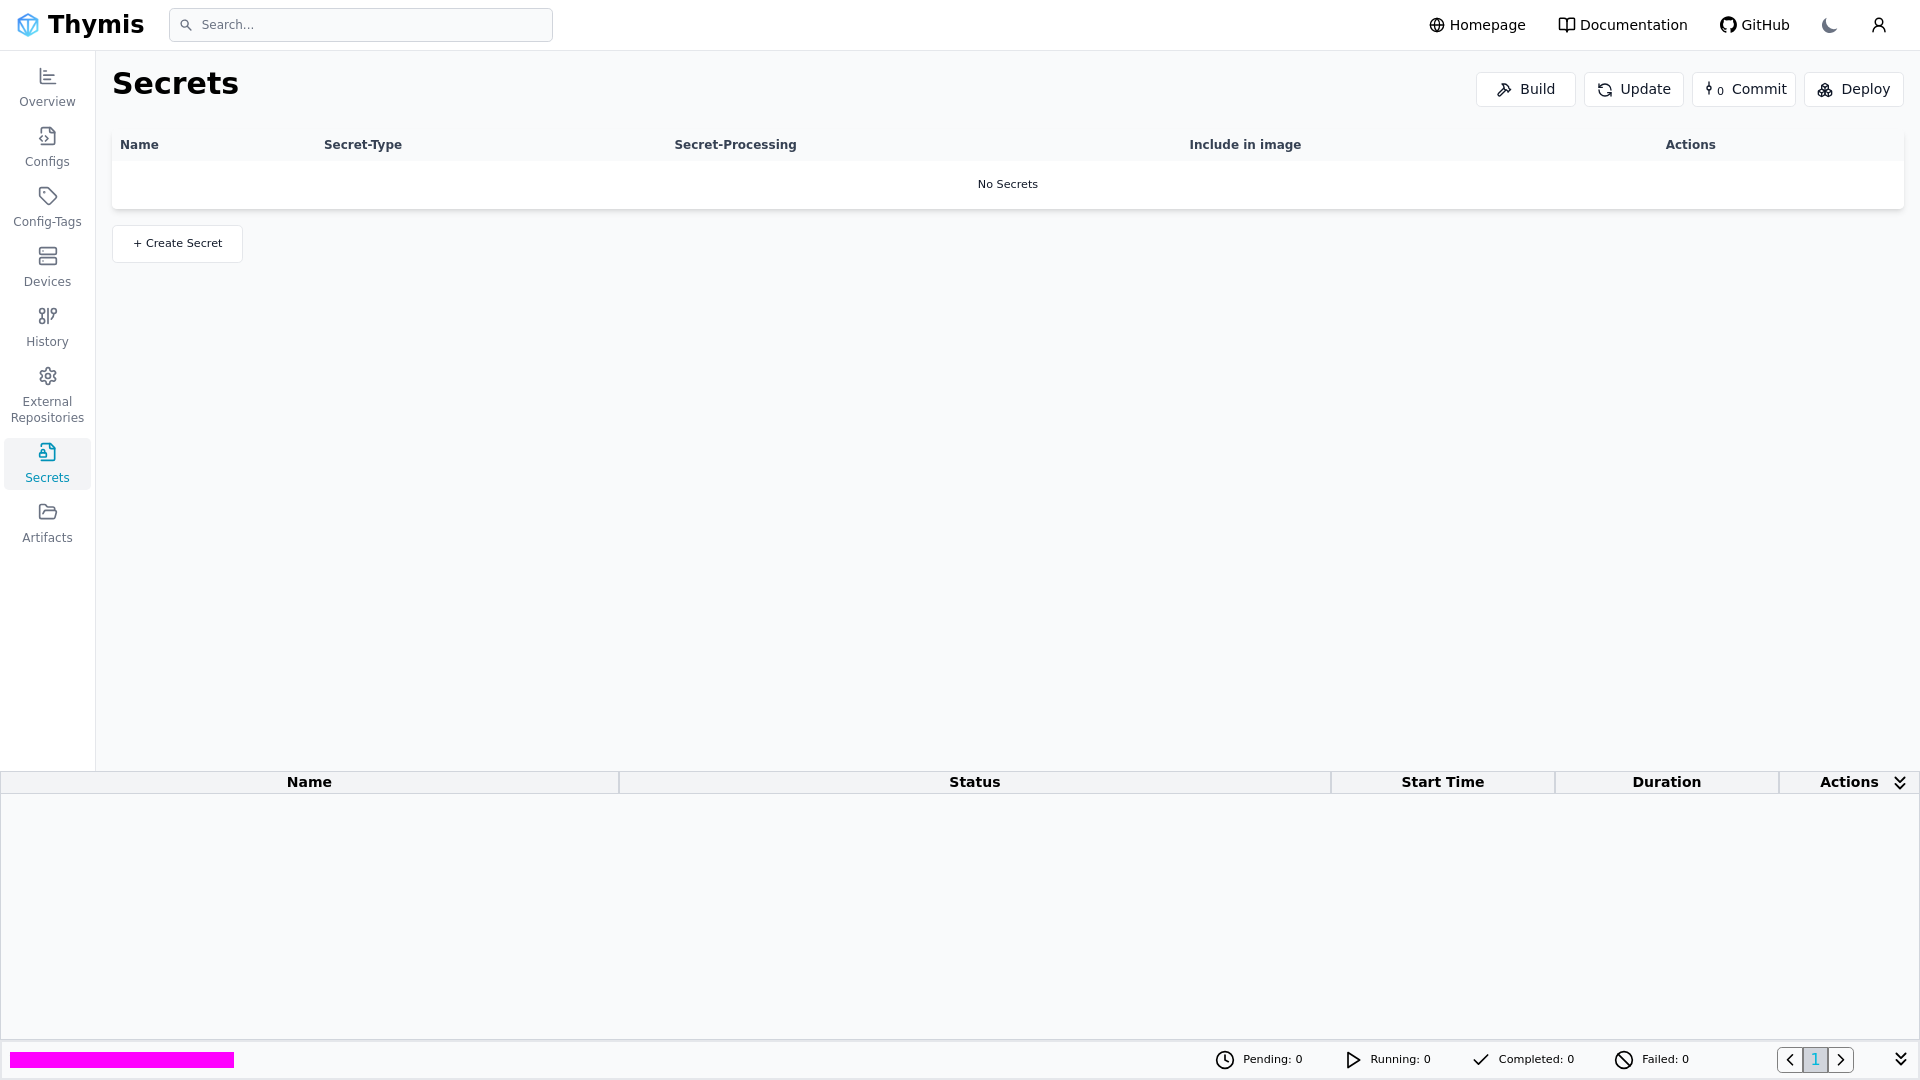 Thymis
Search...
Homepage
Documentation
GitHub
Overview
Configs
Config-Tags
Devices
History
External
Repositories
Secrets
Artifacts
Secrets
Build
Update
0 Commit
Deploy
Name Secret-Type Secret-Processing Include in image Actions
No Secrets
+ Create Secret
Name Status Start Time Duration Actions
Pending: 0
Running: 0
Completed: 0
Failed: 0
1